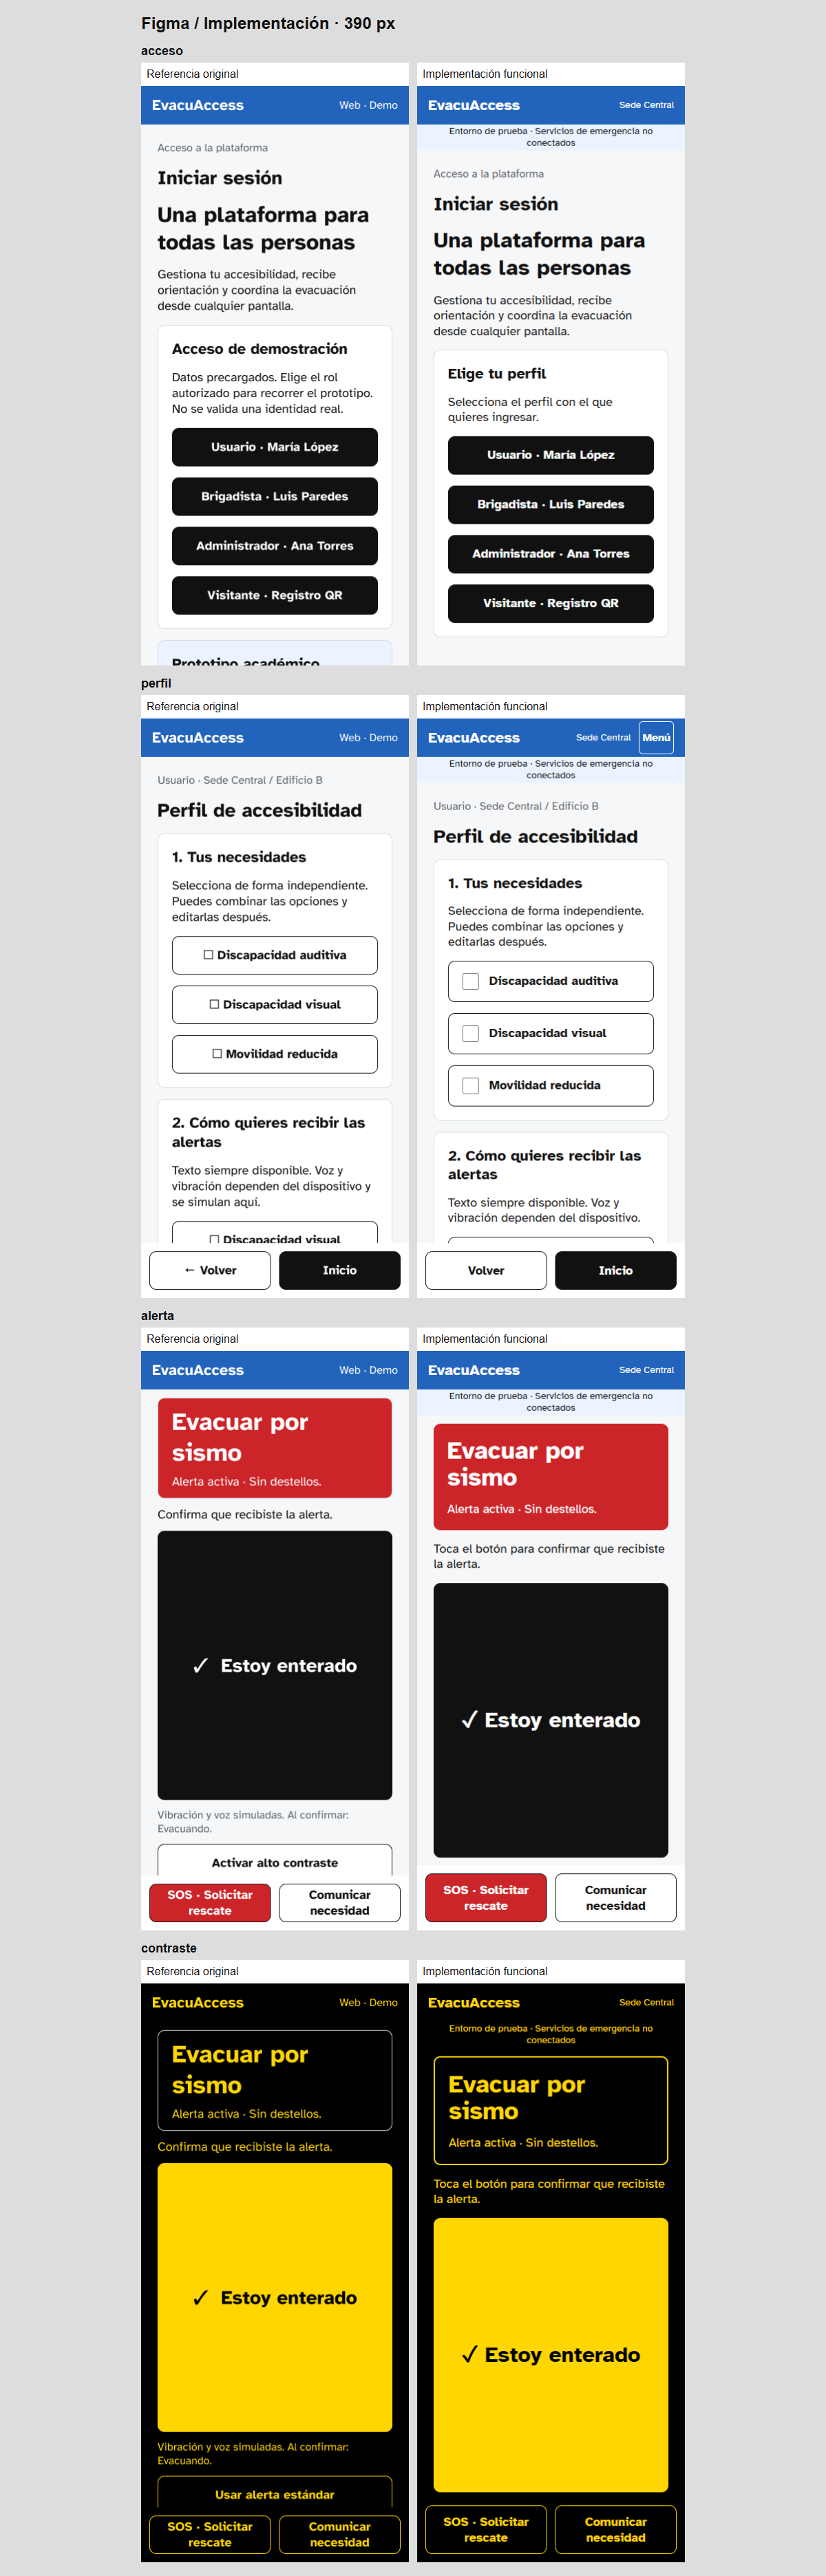 Figma / Implementación · 390 px
acceso
Referencia original
EvacuAccess
Web · Demo
Acceso a la plataforma
Iniciar sesión
Una plataforma para
todas las personas
Gestiona tu accesibilidad, recibe
orientación y coordina la evacuación
desde cualquier pantalla.
Acceso de demostración
Datos precargados. Elige el rol
autorizado para recorrer el prototipo.
No se valida una identidad real.
Usuario · María López
Brigadista · Luis Paredes
Administrador · Ana Torres
Visitante · Registro QR
Prototipo académico
Implementación funcional
EvacuAccess
Sede Central
Entorno de prueba · Servicios de emergencia no
conectados
Acceso a la plataforma
Iniciar sesión
Una plataforma para
todas las personas
Gestiona tu accesibilidad, recibe
orientación y coordina la evacuación
desde cualquier pantalla.
Elige tu perfil
Selecciona el perfil con el que
quieres ingresar.
Usuario · María López
Brigadista · Luis Paredes
Administrador · Ana Torres
Visitante · Registro QR
perfil
Referencia original
EvacuAccess
Web · Demo
Usuario · Sede Central / Edificio B
Perfil de accesibilidad
1. Tus necesidades
Selecciona de forma independiente.
Puedes combinar las opciones y
editarlas después.
☐ Discapacidad auditiva
☐ Discapacidad visual
☐ Movilidad reducida
2. Cómo quieres recibir las
alertas
Texto siempre disponible. Voz y
vibración dependen del dispositivo y
se simulan aquí.
☐ Discapacidad visual
← Volver
Inicio
Implementación funcional
EvacuAccess
Sede Central
Menú
Entorno de prueba · Servicios de emergencia no
conectados
Usuario · Sede Central / Edificio B
Perfil de accesibilidad
1. Tus necesidades
Selecciona de forma independiente.
Puedes combinar las opciones y
editarlas después.
Discapacidad auditiva
Discapacidad visual
Movilidad reducida
2. Cómo quieres recibir las
alertas
Texto siempre disponible. Voz y
vibración dependen del dispositivo.
Volver
Inicio
alerta
Referencia original
EvacuAccess
Web · Demo
Evacuar por
sismo
Alerta activa · Sin destellos.
Confirma que recibiste la alerta.
✓ Estoy enterado
Vibración y voz simuladas. Al confirmar:
Evacuando.
Activar alto contraste
SOS · Solicitar
rescate
Comunicar
necesidad
Implementación funcional
EvacuAccess
Sede Central
Entorno de prueba · Servicios de emergencia no
conectados
Evacuar por
sismo
Alerta activa · Sin destellos.
Toca el botón para confirmar que recibiste
la alerta.
✓ Estoy enterado
SOS · Solicitar
rescate
Comunicar
necesidad
contraste
Referencia original
EvacuAccess
Web · Demo
Evacuar por
sismo
Alerta activa · Sin destellos.
Confirma que recibiste la alerta.
✓ Estoy enterado
Vibración y voz simuladas. Al confirmar:
Evacuando.
Usar alerta estándar
SOS · Solicitar
rescate
Comunicar
necesidad
Implementación funcional
EvacuAccess
Sede Central
Entorno de prueba · Servicios de emergencia no
conectados
Evacuar por
sismo
Alerta activa · Sin destellos.
Toca el botón para confirmar que recibiste
la alerta.
✓ Estoy enterado
SOS · Solicitar
rescate
Comunicar
necesidad